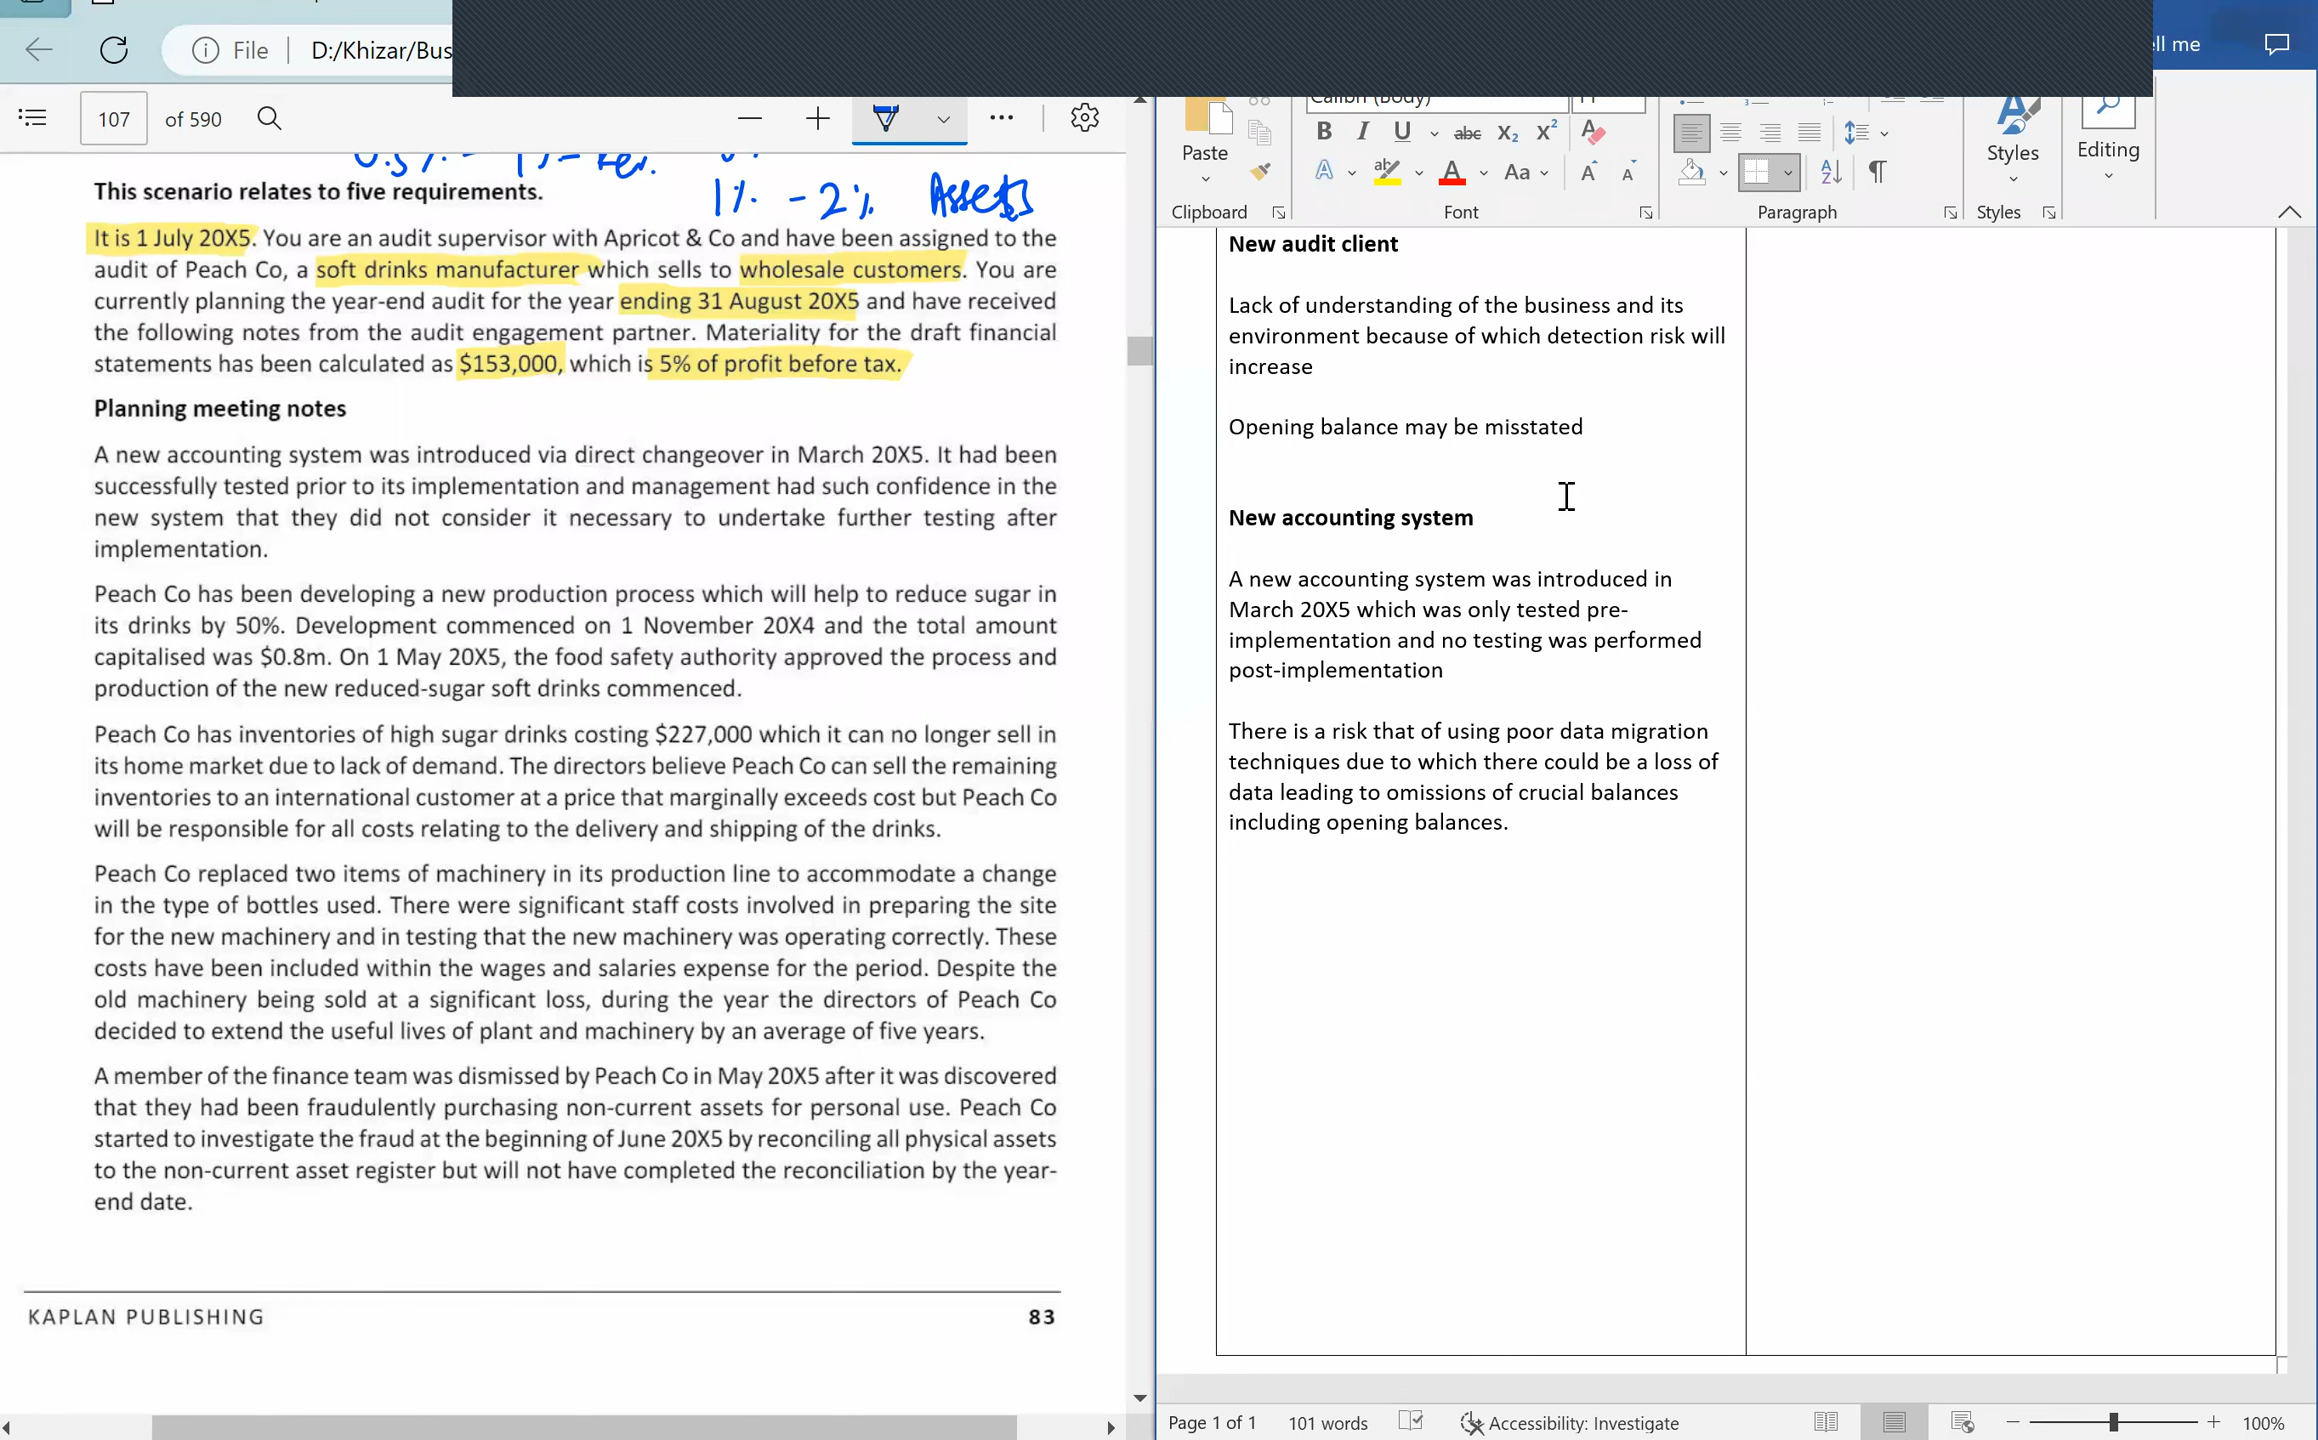 File
D:/Khizar/Bus
107
of 590
This scenario relates to five requirements.
1% - 2% Assets
It is 1 July 20X5. You are an audit supervisor with Apricot & Co and have been assigned to the
audit of Peach Co, a soft drinks manufacturer which sells to wholesale customers. You are
currently planning the year-end audit for the year ending 31 August 20X5 and have received
the following notes from the audit engagement partner. Materiality for the draft financial
statements has been calculated as $153,000, which is 5% of profit before tax.
Planning meeting notes
A new accounting system was introduced via direct changeover in March 20X5. It had been
successfully tested prior to its implementation and management had such confidence in the
new system that they did not consider it necessary to undertake further testing after
implementation.
Peach Co has been developing a new production process which will help to reduce sugar in
its drinks by 50%. Development commenced on 1 November 20X4 and the total amount
capitalised was $0.8m. On 1 May 20X5, the food safety authority approved the process and
production of the new reduced-sugar soft drinks commenced.
Peach Co has inventories of high sugar drinks costing $227,000 which it can no longer sell in
its home market due to lack of demand. The directors believe Peach Co can sell the remaining
inventories to an international customer at a price that marginally exceeds cost but Peach Co
will be responsible for all costs relating to the delivery and shipping of the drinks.
Peach Co replaced two items of machinery in its production line to accommodate a change
in the type of bottles used. There were significant staff costs involved in preparing the site
for the new machinery and in testing that the new machinery was operating correctly. These
costs have been included within the wages and salaries expense for the period. Despite the
old machinery being sold at a significant loss, during the year the directors of Peach Co
decided to extend the useful lives of plant and machinery by an average of five years.
A member of the finance team was dismissed by Peach Co in May 20X5 after it was discovered
that they had been fraudulently purchasing non-current assets for personal use. Peach Co
started to investigate the fraud at the beginning of June 20X5 by reconciling all physical assets
to the non-current asset register but will not have completed the reconciliation by the year-
end date.
KAPLAN PUBLISHING
83
ll me
Calibri (Body)
11
Paste
Styles
Editing
Clipboard
Font
Paragraph
Styles
New audit client
Lack of understanding of the business and its
environment because of which detection risk will
increase
Opening balance may be misstated
New accounting system
A new accounting system was introduced in
March 20X5 which was only tested pre-
implementation and no testing was performed
post-implementation
There is a risk that of using poor data migration
techniques due to which there could be a loss of
data leading to omissions of crucial balances
including opening balances.
Page 1 of 1
101 words
Accessibility: Investigate
100%